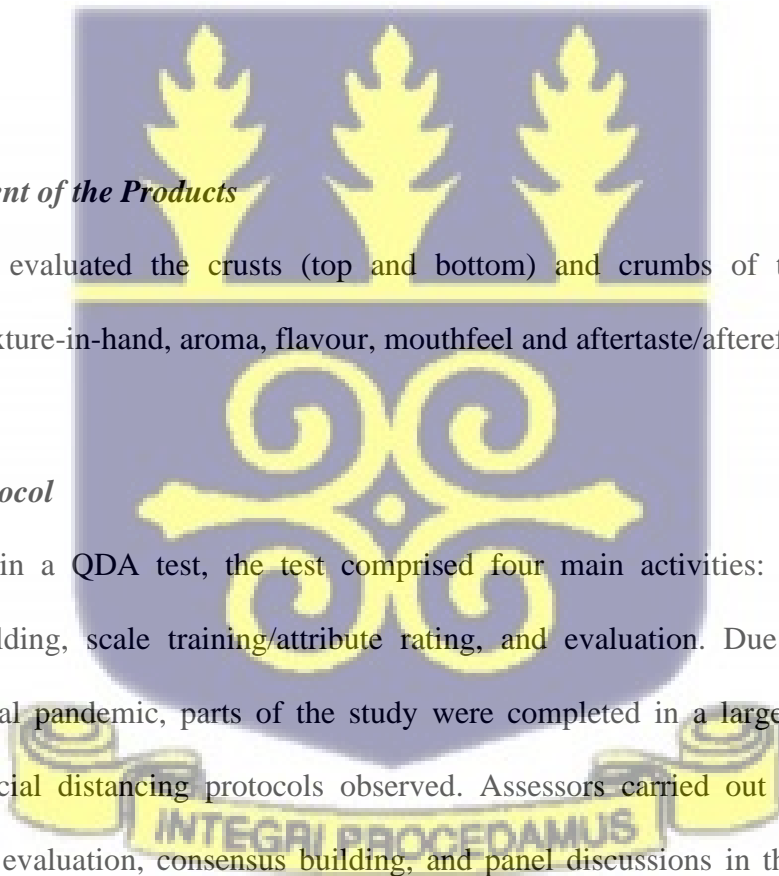 ent of the Products
evaluated the crusts (top and bottom) and crumbs of t
xture-in-hand, aroma, flavour, mouthfeel and aftertaste/afteref
ocol
in a QDA test, the test comprised four main activities:
lding, scale training/attribute rating, and evaluation. Due
al pandemic, parts of the study were completed in a large
cial distancing protocols observed. Assessors carried out
INTEGRI PROCEDAMUS
evaluation, consensus building, and panel discussions in th